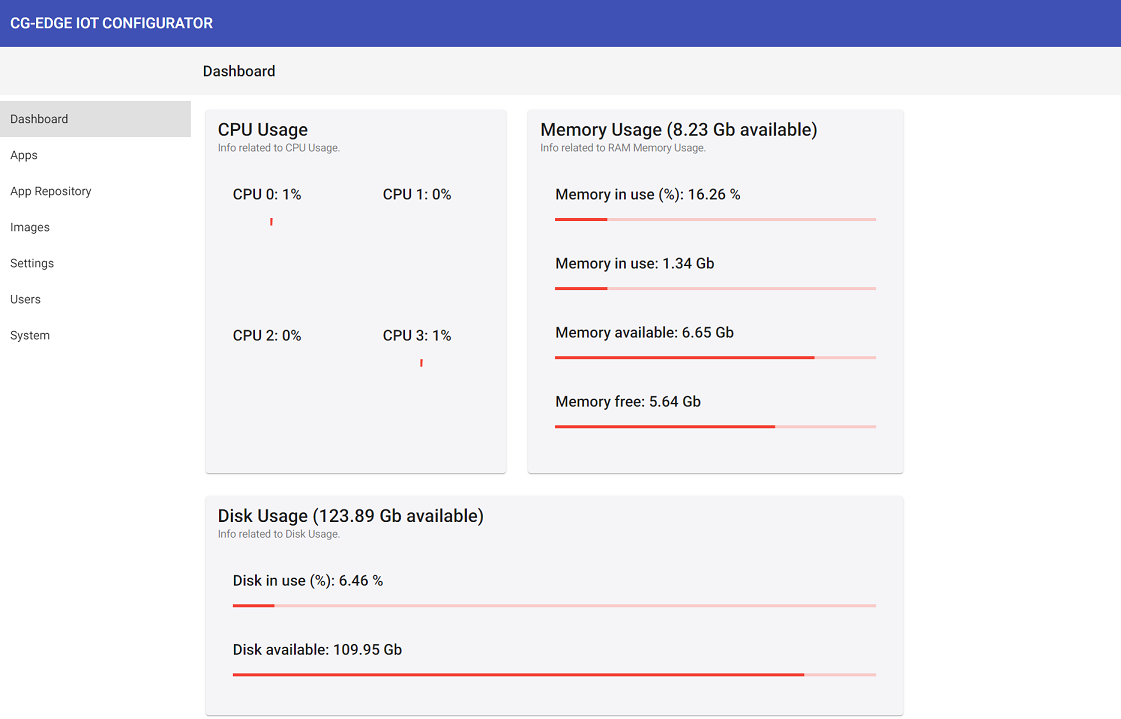 CG-EDGE IOT CONFIGURATOR
Dashboard
Dashboard
Apps
App Repository
Images
Settings
Users
System
CPU Usage
Info related to CPU Usage.
CPU 0: 1%
CPU 1: 0%
CPU 2: 0%
CPU 3: 1%
Memory Usage (8.23 Gb available)
Info related to RAM Memory Usage.
Memory in use (%): 16.26 %
Memory in use: 1.34 Gb
Memory available: 6.65 Gb
Memory free: 5.64 Gb
Disk Usage (123.89 Gb available)
Info related to Disk Usage.
Disk in use (%): 6.46 %
Disk available: 109.95 Gb